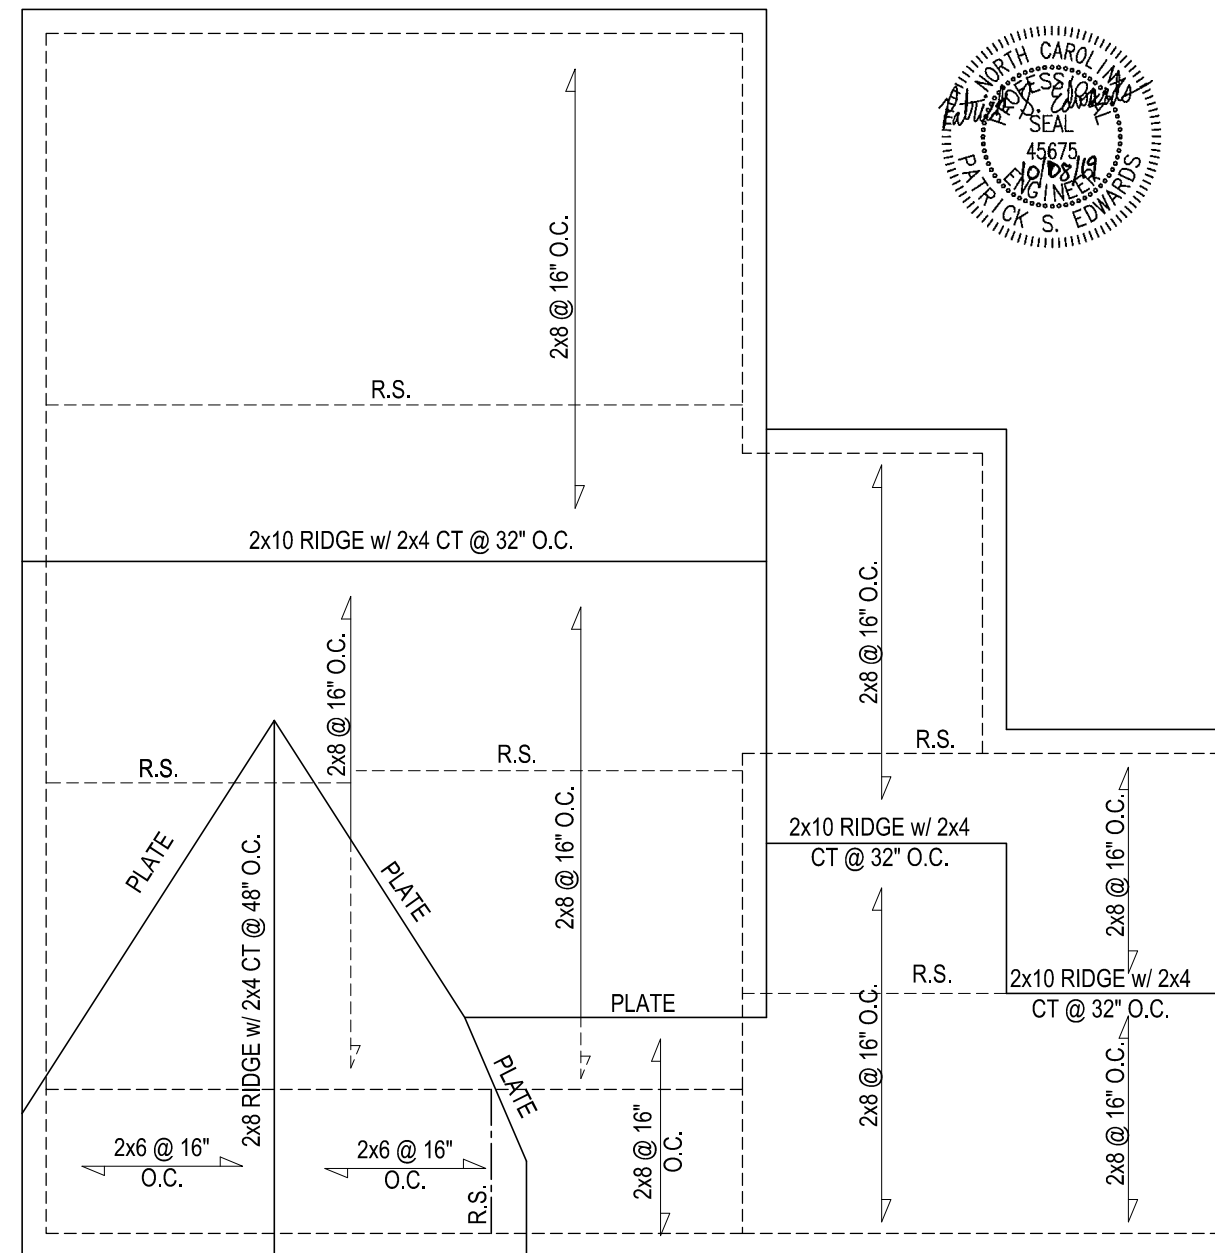 NORTH CAROLINA
PROFESSIONAL
Patrick S. Edwards
SEAL
45675
10/08/19
ENGINEER
PATRICK S. EDWARDS
2x8 @ 16" O.C.
R.S.
2x10 RIDGE w/ 2x4 CT @ 32" O.C.
2x8 @ 16" O.C.
2x8 @ 16" O.C.
2x8 @ 16" O.C.
R.S.
R.S.
R.S.
2x10 RIDGE w/ 2x4
CT @ 32" O.C.
2x8 @ 16" O.C.
PLATE
PLATE
2x8 RIDGE w/ 2x4 CT @ 48" O.C.
R.S.
2x10 RIDGE w/ 2x4
CT @ 32" O.C.
PLATE
PLATE
2x8 @ 16" O.C.
2x8 @ 16" O.C.
2x6 @ 16"
O.C.
2x6 @ 16"
O.C.
R.S.
2x8 @ 16"
O.C.